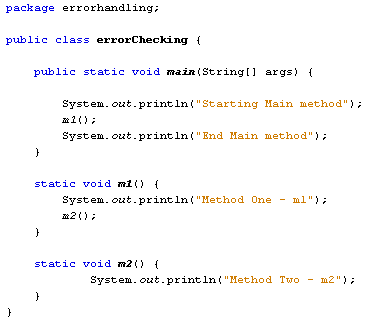 package errorhandling;
public class errorChecking {
public static void main(String[] args) {
System.out.println("Starting Main method");
m1();
System.out.println("End Main method");
}
static void m1() {
System.out.println("Method One - m1");
m2();
}
static void m2() {
System.out.println("Method Two - m2");
}
}